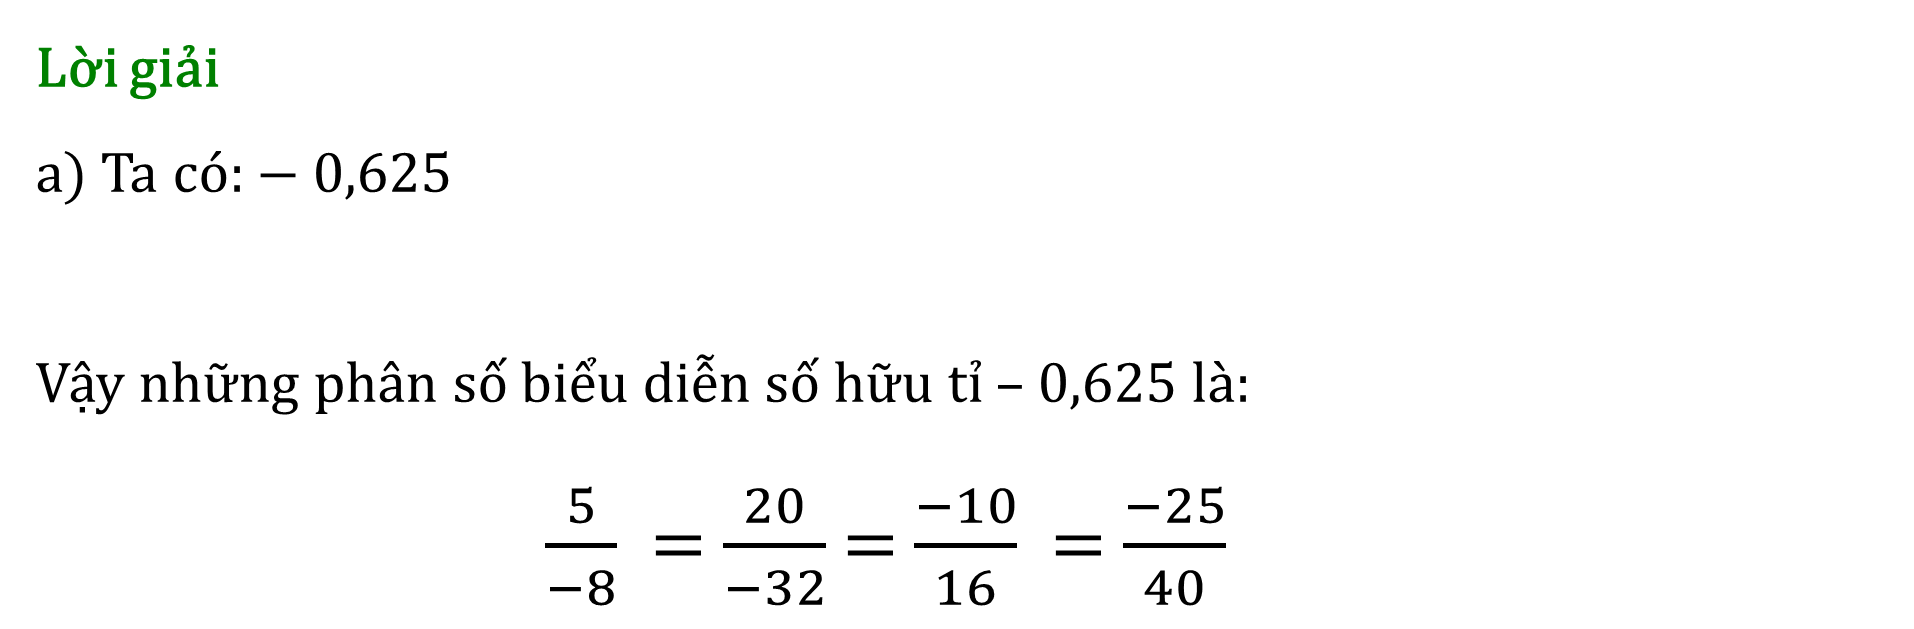 Lời giải
a) Ta có: − 0,625
Vậy những phân số biểu diễn số hữu tỉ – 0,625 là:
5/−8 = 20/−32 = −10/16 = −25/40